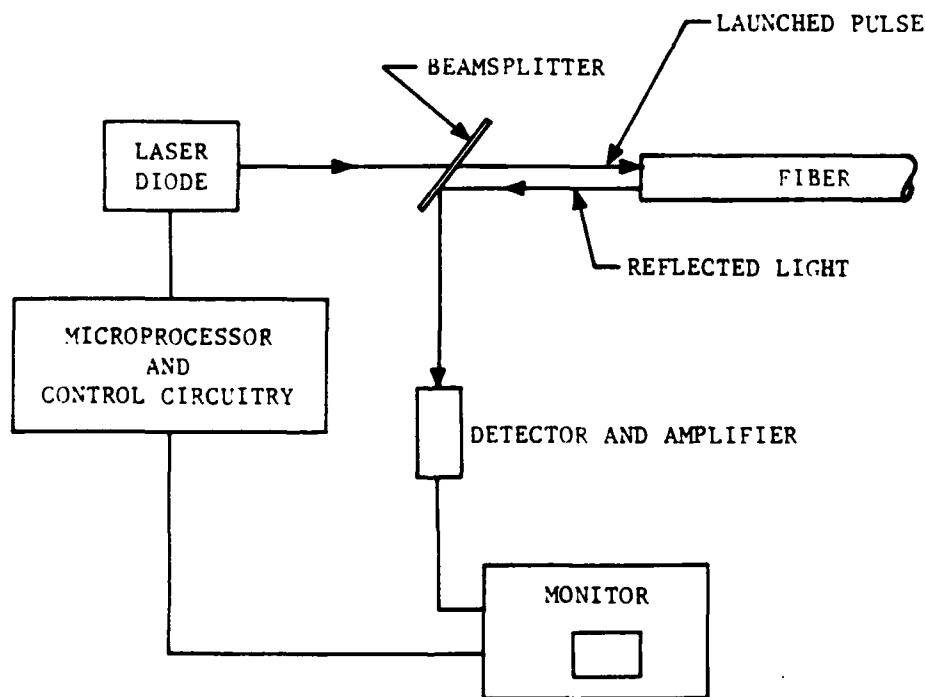 LAUNCHED PULSE
BEAMSPLITTER
LASER
DIODE
FIBER
REFLECTED LIGHT
MICROPROCESSOR
AND
CONTROL CIRCUITRY
DETECTOR AND AMPLIFIER
MONITOR